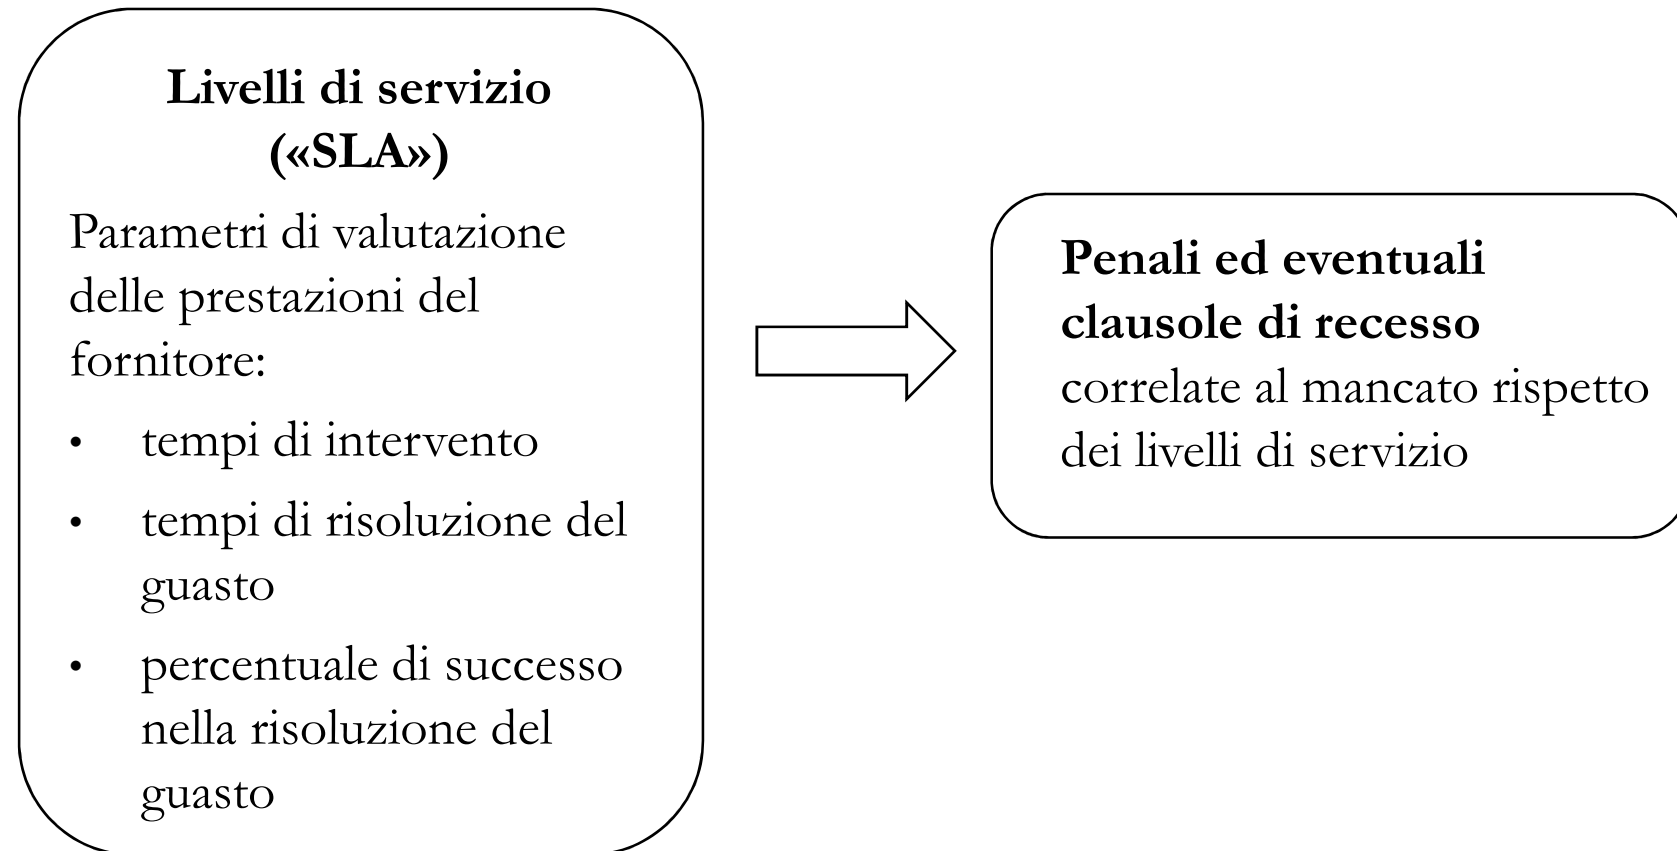 Livelli di servizio
(«SLA»)
Parametri di valutazione
delle prestazioni del
fornitore:
• tempi di intervento
• tempi di risoluzione del
guasto
• percentuale di successo
nella risoluzione del
guasto
Penali ed eventuali
clausole di recesso
correlate al mancato rispetto
dei livelli di servizio